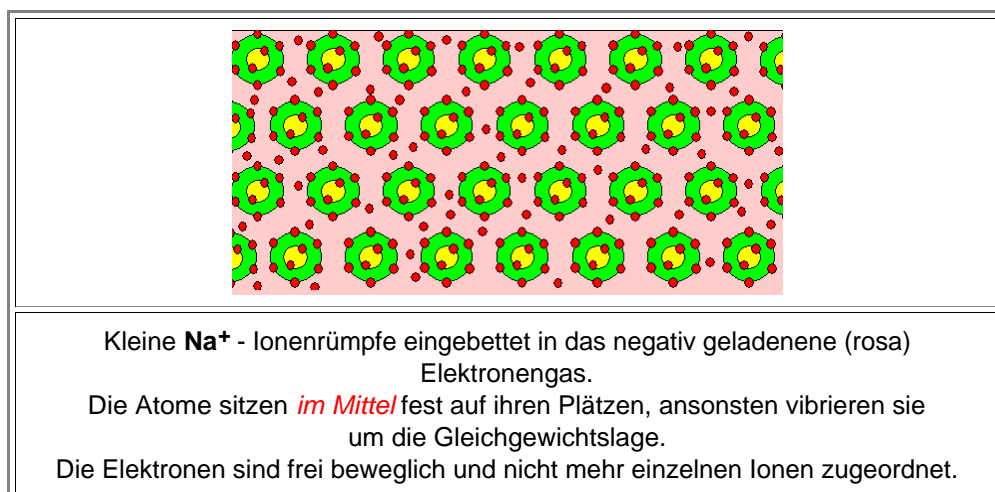 Kleine Na+ - Ionenrümpfe eingebettet in das negativ geladenene (rosa)
Elektronengas.
Die Atome sitzen im Mittel fest auf ihren Plätzen, ansonsten vibrieren sie
um die Gleichgewichtslage.
Die Elektronen sind frei beweglich und nicht mehr einzelnen Ionen zugeordnet.